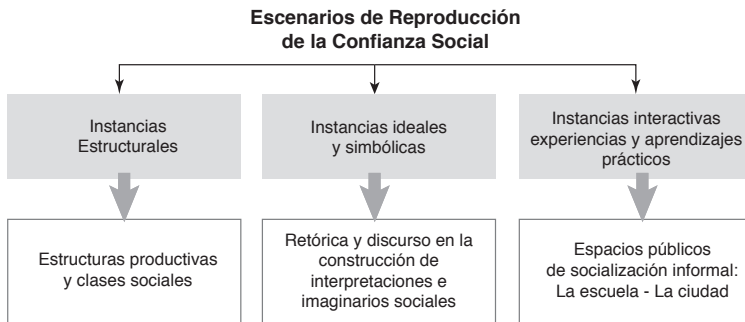 Escenarios de Reproducción
de la Confianza Social
Instancias
Estructurales
Instancias ideales
y simbólicas
Instancias interactivas
experiencias y aprendizajes
prácticos
Estructuras productivas
y clases sociales
Retórica y discurso en la
construcción de
interpretaciones e
imaginarios sociales
Espacios públicos
de socialización informal:
La escuela - La ciudad